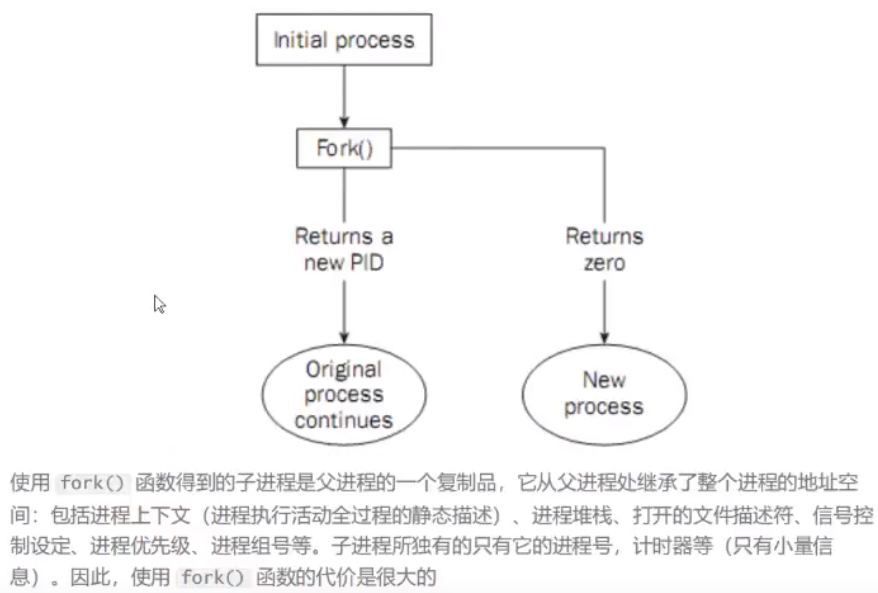 Initial process
Fork()
Returns a
new PID
Returns
zero
Original
process
continues
New
process
使用 fork() 函数得到的子进程是父进程的一个复制品，它从父进程处继承了整个进程的地址空
间：包括进程上下文（进程执行活动全过程的静态描述）、进程堆栈、打开的文件描述符、信号控
制设定、进程优先级、进程组号等。子进程所独有的只有它的进程号，计时器等（只有小量信
息）。因此，使用 fork() 函数的代价是很大的